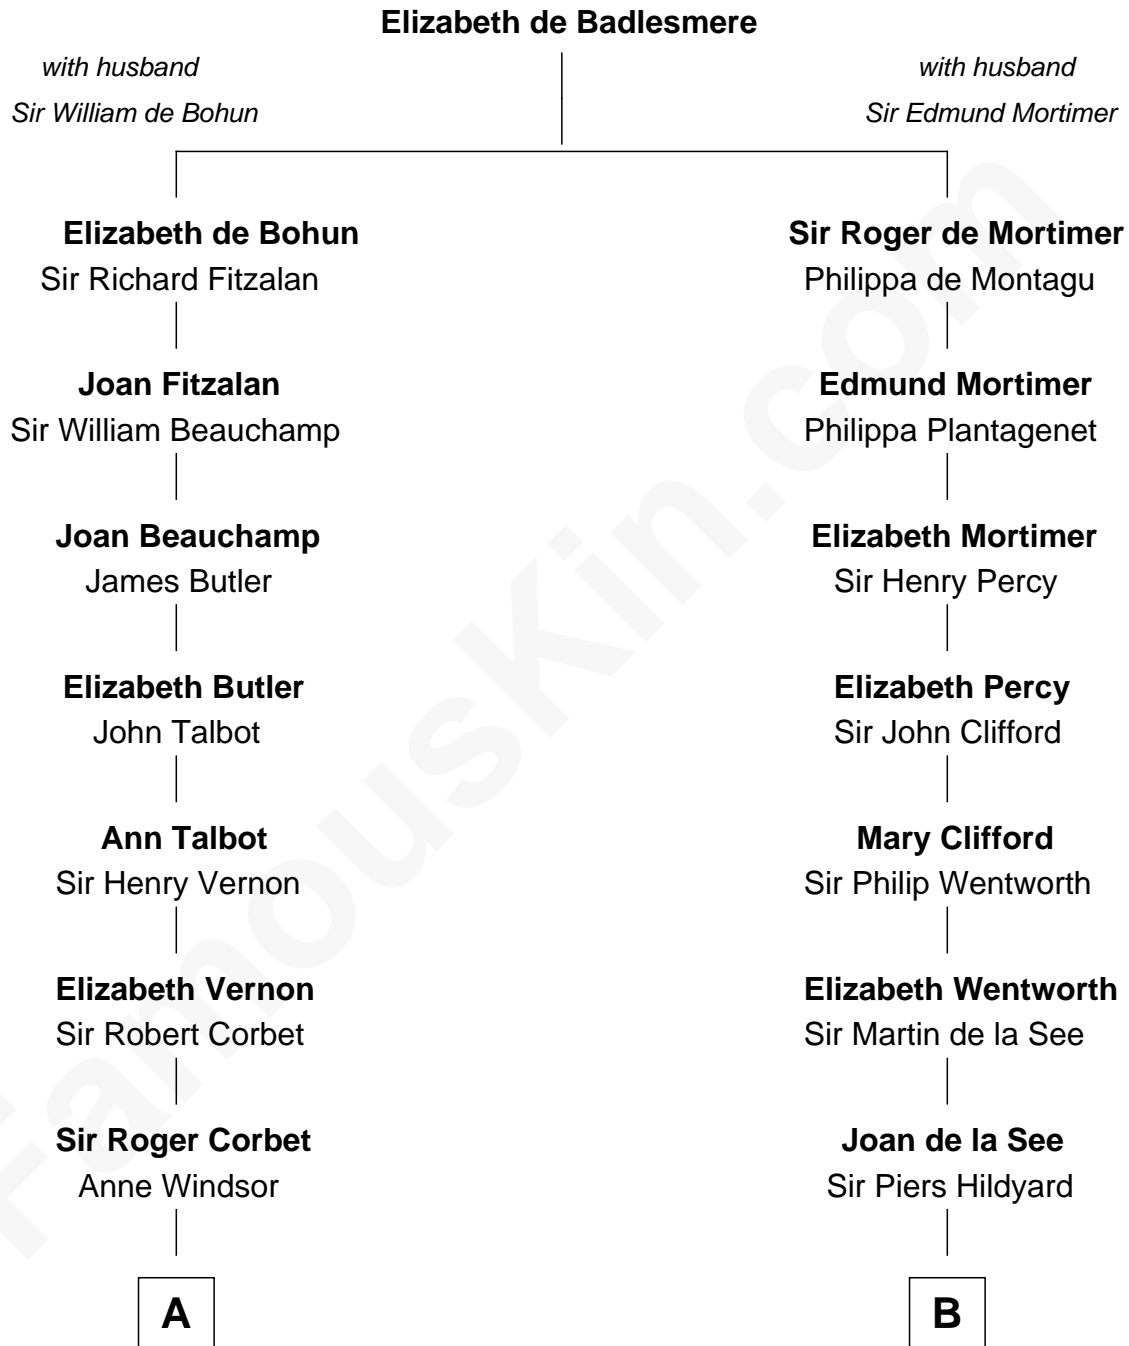 Elizabeth de Badlesmere
with husband
Sir William de Bohun
with husband
Sir Edmund Mortimer
Elizabeth de Bohun
Sir Richard Fitzalan
Joan Fitzalan
Sir William Beauchamp
Joan Beauchamp
James Butler
Elizabeth Butler
John Talbot
Ann Talbot
Sir Henry Vernon
Elizabeth Vernon
Sir Robert Corbet
Sir Roger Corbet
Anne Windsor
A
Sir Roger de Mortimer
Philippa de Montagu
Edmund Mortimer
Philippa Plantagenet
Elizabeth Mortimer
Sir Henry Percy
Elizabeth Percy
Sir John Clifford
Mary Clifford
Sir Philip Wentworth
Elizabeth Wentworth
Sir Martin de la See
Joan de la See
Sir Piers Hildyard
B
FamousKin.com